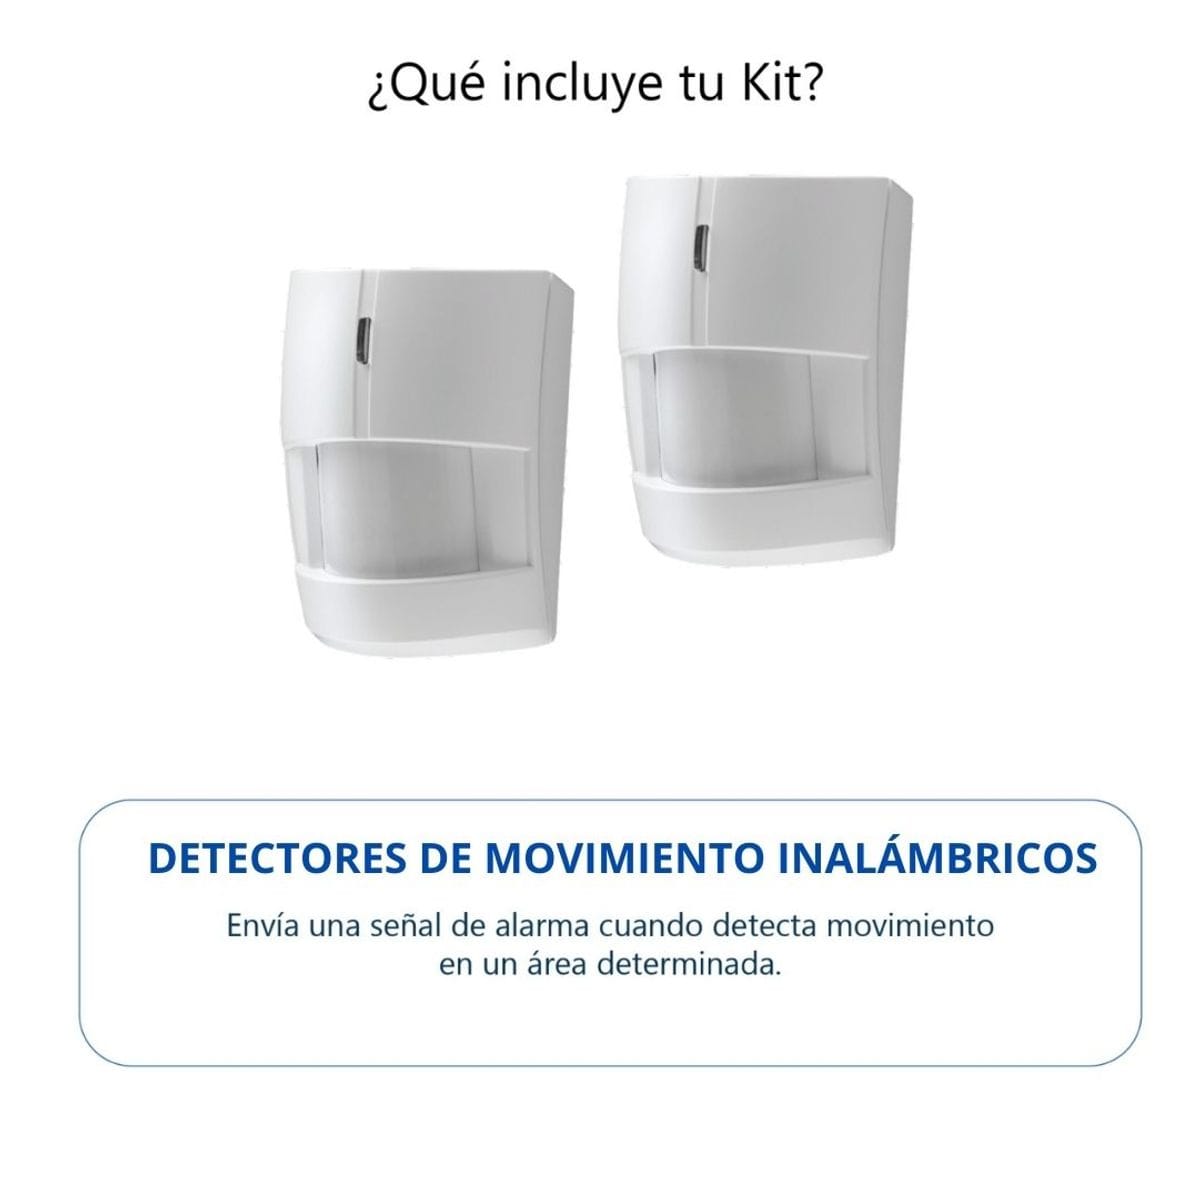 ¿Qué incluye tu Kit?
DETECTORES DE MOVIMIENTO INALÁMBRICOS
Envía una señal de alarma cuando detecta movimiento
en un área determinada.